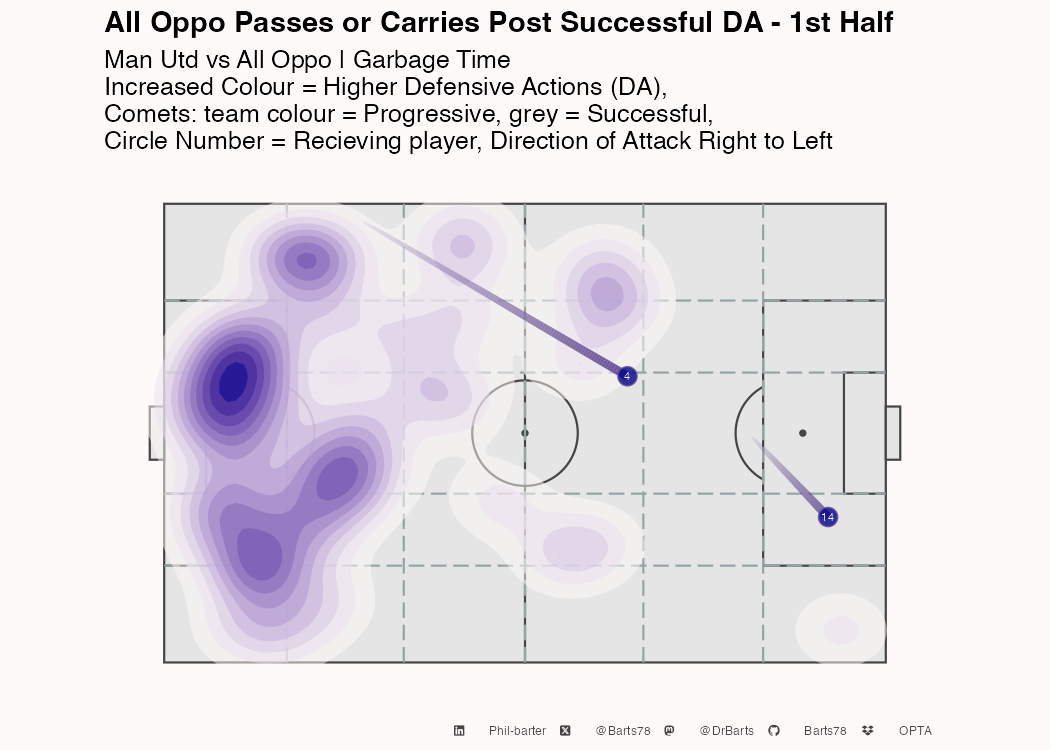 All Oppo Passes or Carries Post Successful DA - 1st Half
Man Utd vs All Oppo | Garbage Time
Increased Colour = Higher Defensive Actions (DA),
Comets: team colour = Progressive, grey = Successful,
Circle Number = Recieving player, Direction of Attack Right to Left
4
14
Phil-barter @Barts78 @DrBarts Barts78 OPTA